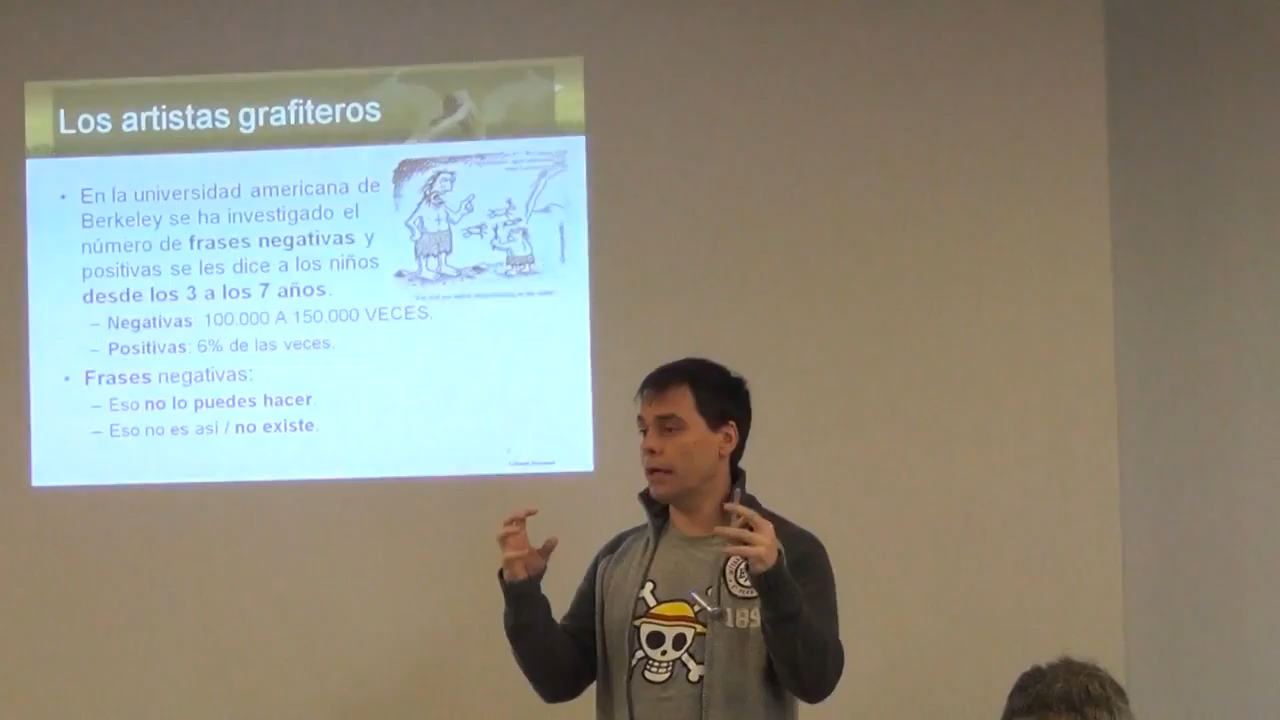 Los artistas grafiteros
• En la universidad americana de
Berkeley se ha investigado el
número de frases negativas y
positivas se les dice a los niños
desde los 3 a los 7 años.
– Negativas: 100.000 A 150.000 VECES.
– Positivas: 6% de las veces.
• Frases negativas:
– Eso no lo puedes hacer.
– Eso no es así / no existe.
189